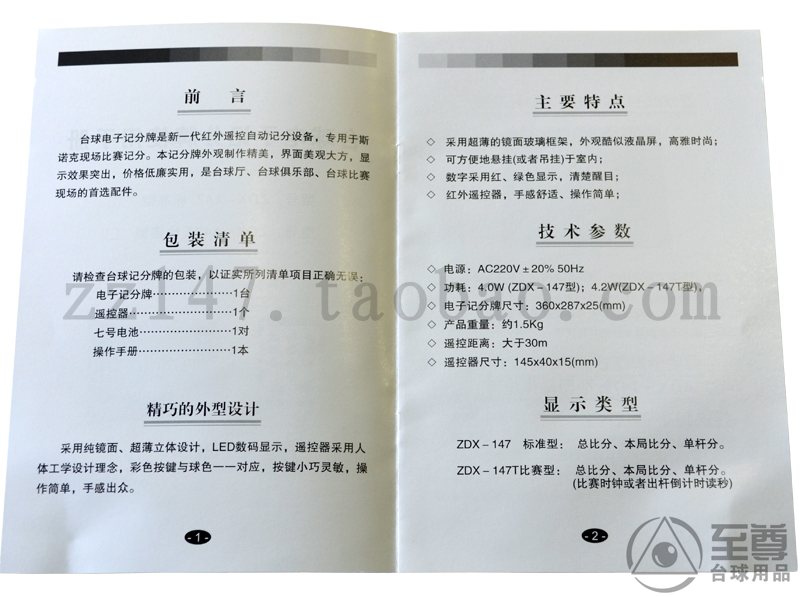 前言
台球电子记分牌是新一代红外遥控自动记分设备，专用于斯
诺克现场比赛记分。本记分牌外观制作精美，界面美观大方，显
示效果突出，价格低廉实用，是台球厅、台球俱乐部、台球比赛
现场的首选配件。
包装清单
请检查台球记分牌的包装，以证实所列清单项目正确无误：
电子记分牌…………………1台
遥控器………………………1个
七号电池……………………1对
操作手册……………………1本
精巧的外型设计
采用纯镜面、超薄立体设计，LED数码显示，遥控器采用人
体工学设计理念，彩色按键与球色一一对应，按键小巧灵敏，操
作简单，手感出众。
-1-
主要特点
◇ 采用超薄的镜面玻璃框架，外观酷似液晶屏，高雅时尚；
◇ 可方便地悬挂(或者吊挂)于室内；
◇ 数字采用红、绿色显示，清楚醒目；
◇ 红外遥控器，手感舒适、操作简单；
技术参数
◇ 电源：AC220V±20% 50Hz
◇ 功耗：4.0W (ZDX－147型)；4.2W(ZDX－147T型)；
◇ 电子记分牌尺寸：360x287x25(mm)
◇ 产品重量：约1.5Kg
◇ 遥控距离：大于30m
◇ 遥控器尺寸：145x40x15(mm)
显示类型
ZDX－147 标准型： 总比分、本局比分、单杆分。
ZDX－147T比赛型： 总比分、本局比分、单杆分。
(比赛时钟或者出杆倒计时读秒)
-2-
zz147.taobao.com
至尊
台球用品